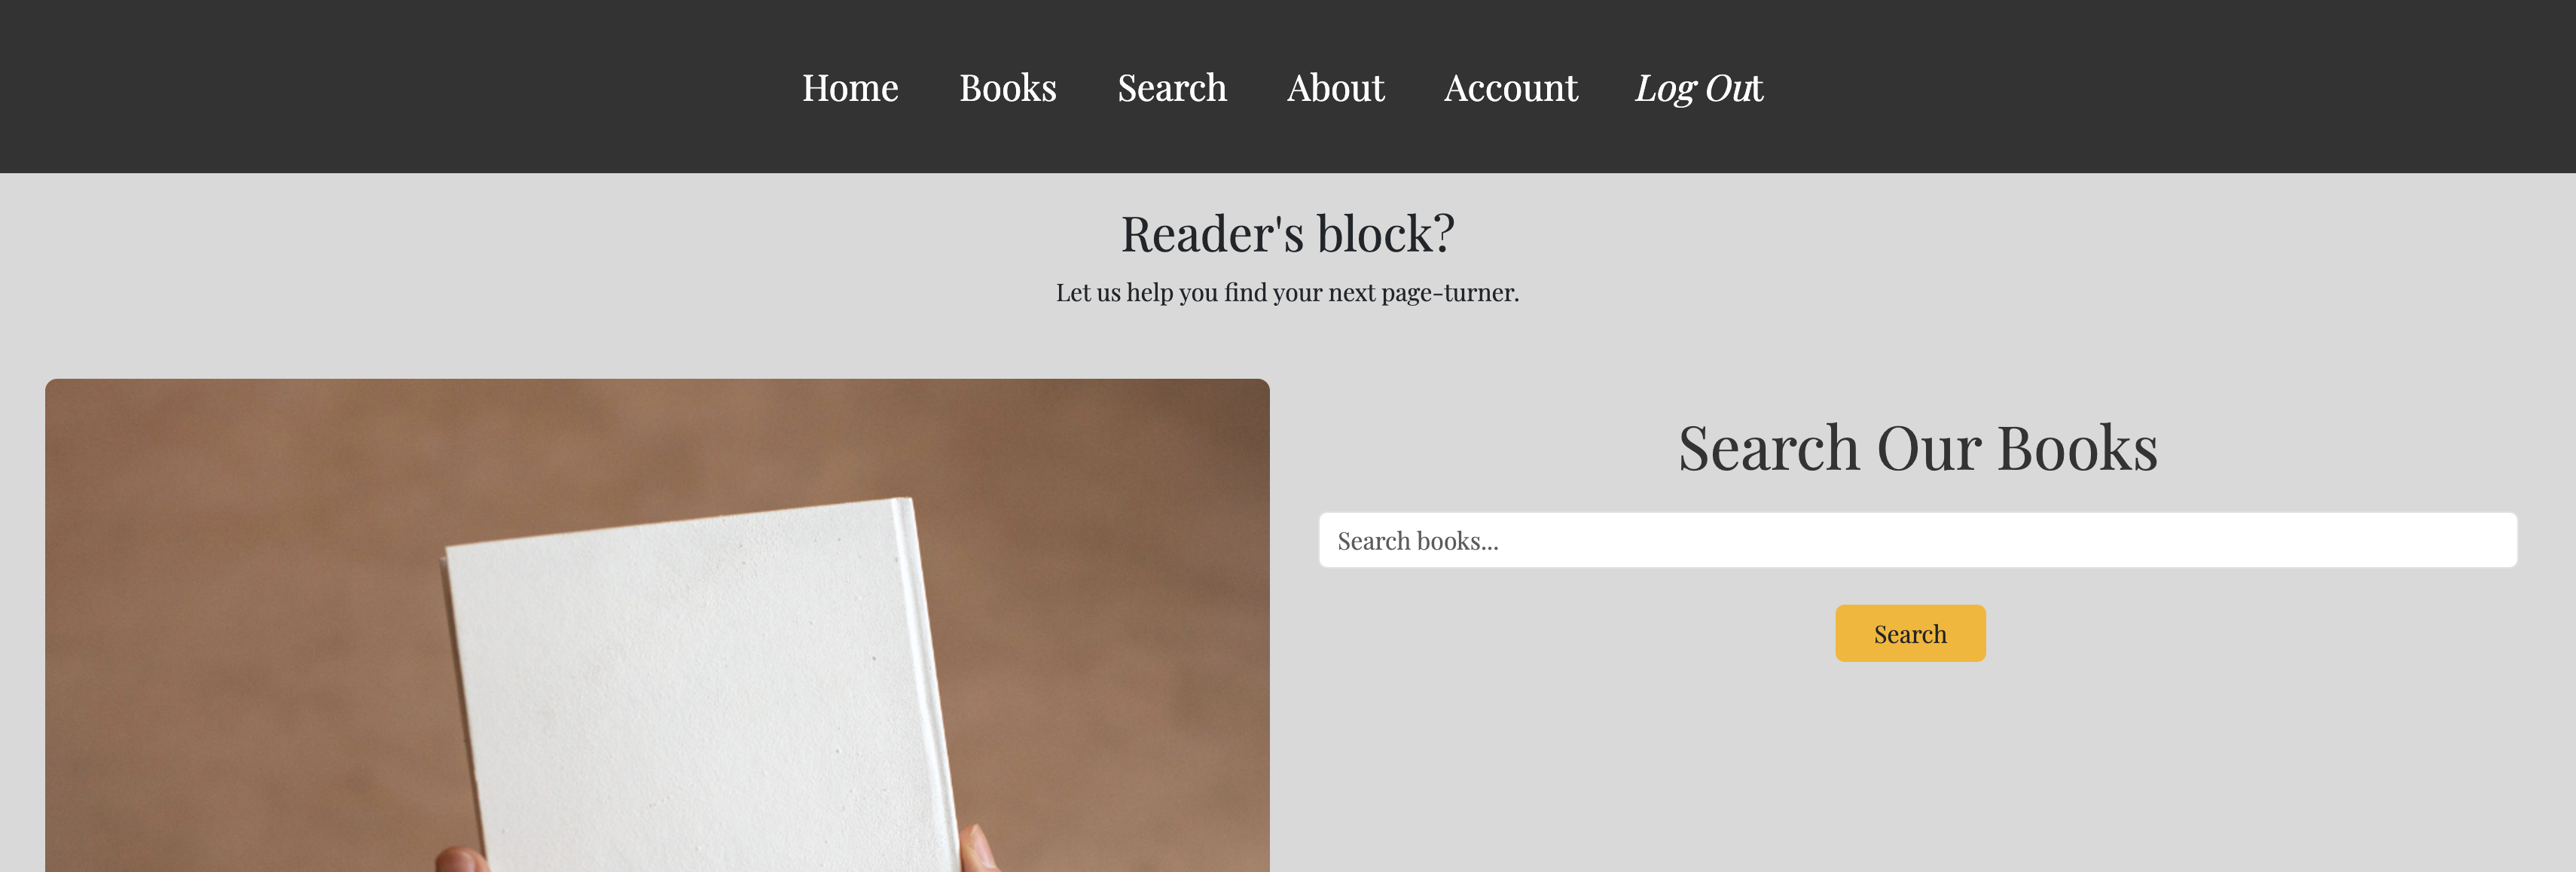 Home Books Search About Account Log Out
Reader's block?
Let us help you find your next page-turner.
Search Our Books
Search books...
Search